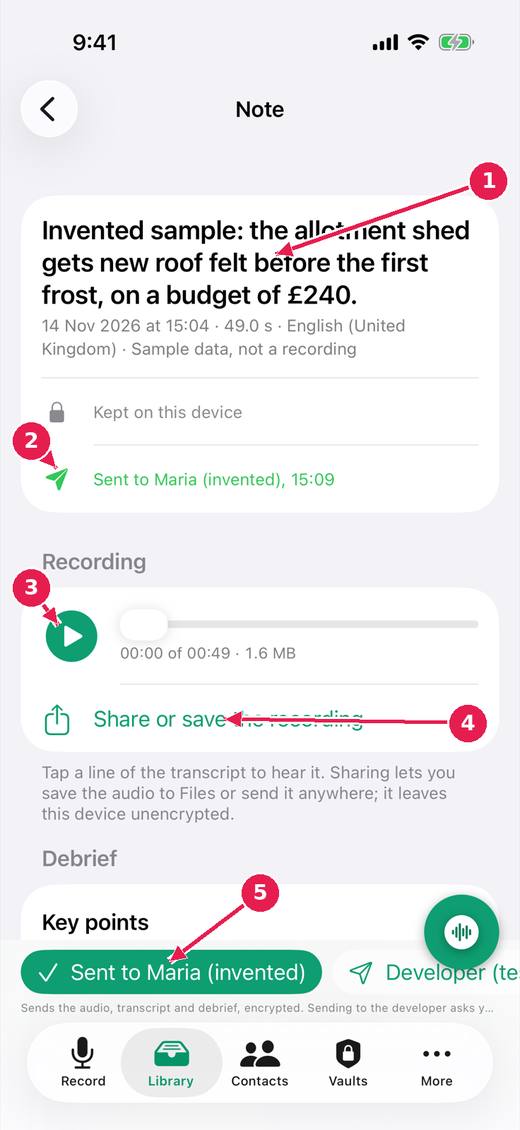 9:41
Note
1
Invented sample: the allotment shed
gets new roof felt before the first
frost, on a budget of £240.
14 Nov 2026 at 15:04 · 49.0 s · English (United
Kingdom) · Sample data, not a recording
Kept on this device
2
Sent to Maria (invented), 15:09
Recording
3
00:00 of 00:49 · 1.6 MB
Share or save the recording
4
Tap a line of the transcript to hear it. Sharing lets you
save the audio to Files or send it anywhere; it leaves
this device unencrypted.
Debrief
5
Key points
Sent to Maria (invented)
Developer (te
Sends the audio, transcript and debrief, encrypted. Sending to the developer asks y...
Record
Library
Contacts
Vaults
More